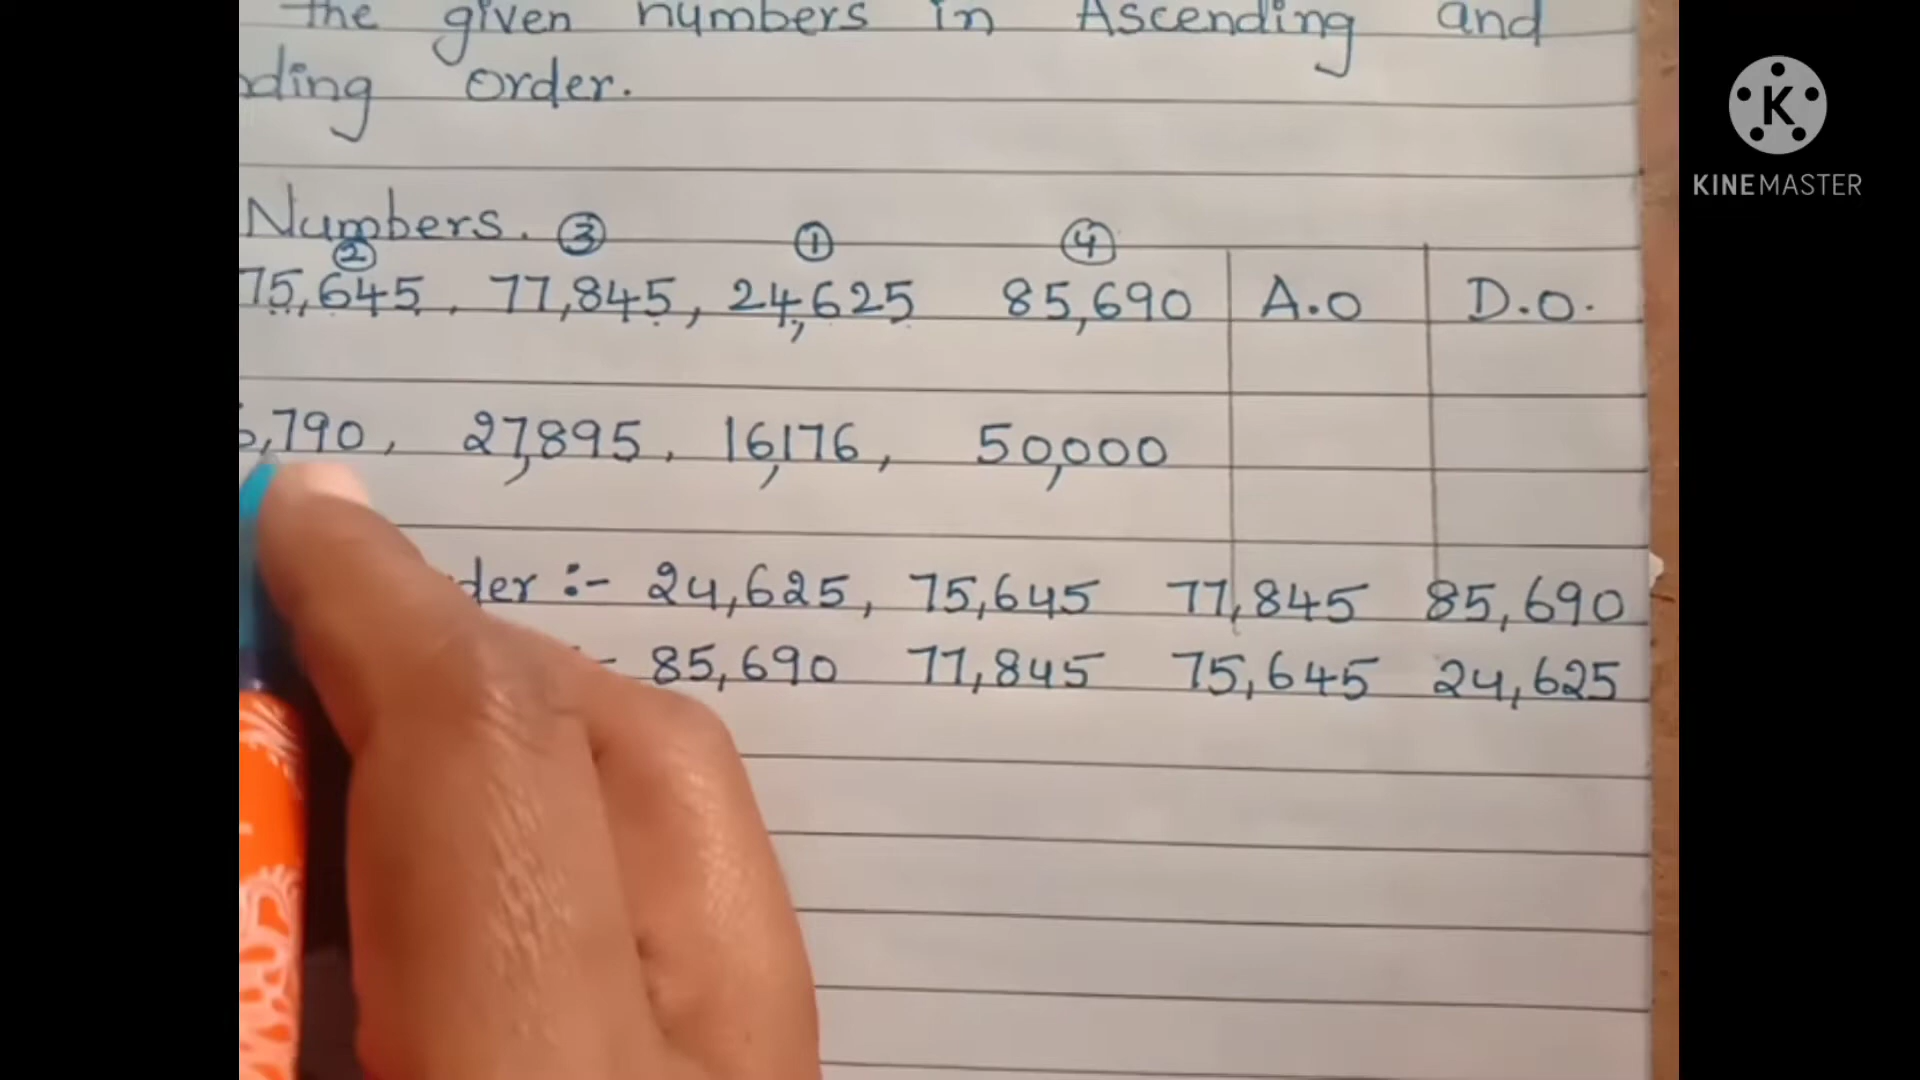 the given numbers in Ascending and
ding order.
Numbers.
② ③ ① ④
75,645, 77,845, 24,625 85,690 A.O D.O.
,790, 27,895, 16,176, 50,000
der :- 24,625, 75,645 77,845 85,690
:- 85,690 77,845 75,645 24,625
K
KINEMASTER